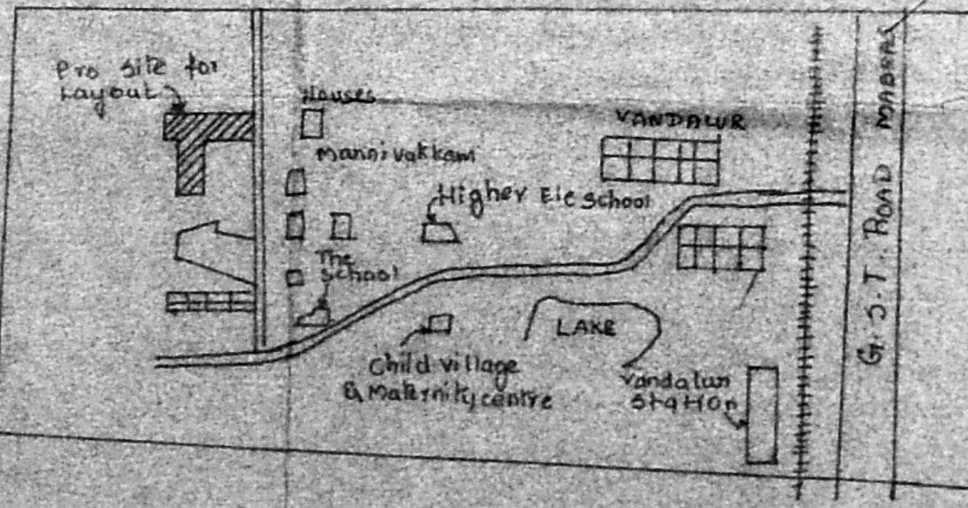 Pro site for
Layout
Houses
Mannivakkam
VANDALUR
Higher Ele School
The
School
LAKE
Child village
& Maternity centre
Vandalur
Station
G.S.T. ROAD MADRAS